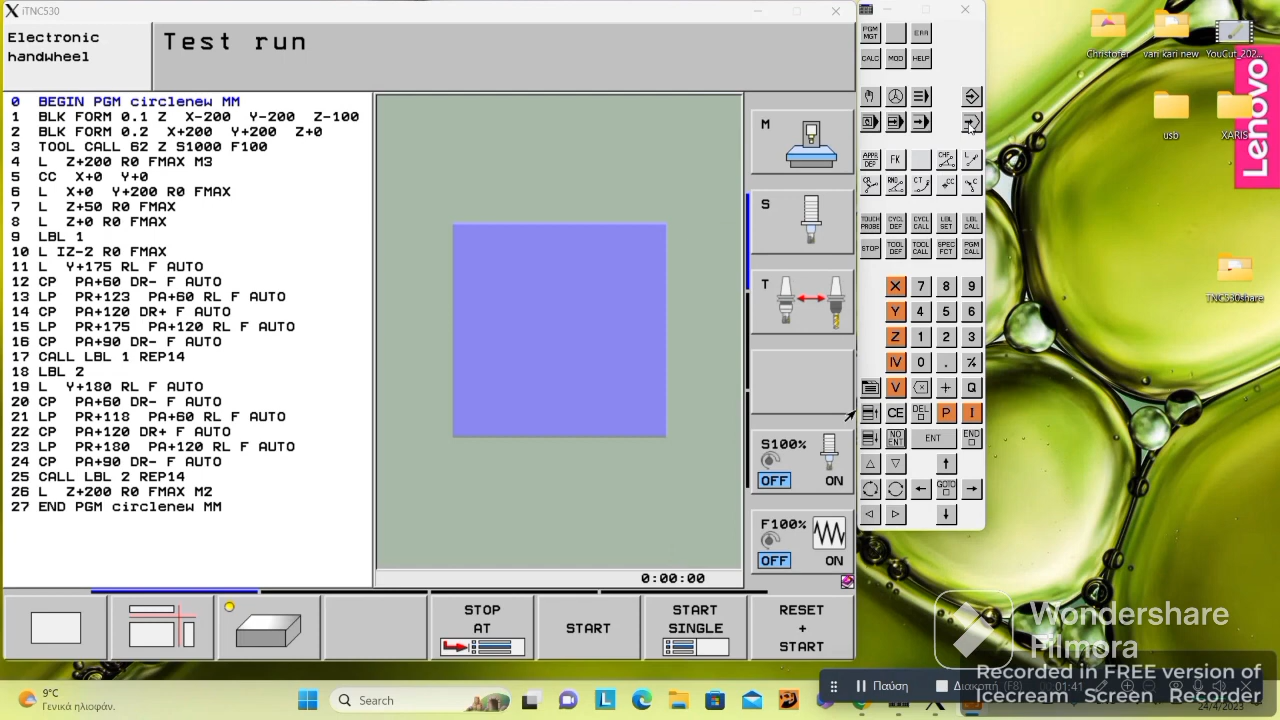 iTNC530
Electronic
handwheel
Test run
0 BEGIN PGM circlenew MM
1 BLK FORM 0.1 Z X-200 Y-200 Z-100
2 BLK FORM 0.2 X+200 Y+200 Z+0
3 TOOL CALL 62 Z S1000 F100
4 L Z+200 R0 FMAX M3
5 CC X+0 Y+0
6 L X+0 Y+200 R0 FMAX
7 L Z+50 R0 FMAX
8 L Z+0 R0 FMAX
9 LBL 1
10 L IZ-2 R0 FMAX
11 L Y+175 RL F AUTO
12 CP PA+60 DR- F AUTO
13 LP PR+123 PA+60 RL F AUTO
14 CP PA+120 DR+ F AUTO
15 LP PR+175 PA+120 RL F AUTO
16 CP PA+90 DR- F AUTO
17 CALL LBL 1 REP14
18 LBL 2
19 L Y+180 RL F AUTO
20 CP PA+60 DR- F AUTO
21 LP PR+118 PA+60 RL F AUTO
22 CP PA+120 DR+ F AUTO
23 LP PR+180 PA+120 RL F AUTO
24 CP PA+90 DR- F AUTO
25 CALL LBL 2 REP14
26 L Z+200 R0 FMAX M2
27 END PGM circlenew MM
0:00:00
M
S
T
S100%
OFF ON
F100%
OFF ON
STOP
AT
START
START
SINGLE
RESET
+
START
PGM
MGT
ERR
CALC MOD HELP
APPR
DEP
FK
CHF
L
CR
RND
CT
CC
C
TOUCH
PROBE
CYCL
DEF
CYCL
CALL
LBL
SET
LBL
CALL
STOP
TOOL
DEF
TOOL
CALL
SPEC
FCT
PGM
CALL
X 7 8 9
Y 4 5 6
Z 1 2 3
IV 0 .
V + Q
CE
DEL
P I
NO
ENT
ENT
END
GOTO
Christofer
vari kari new
YouCut_202...
usb
XARIS
TNC530share
Lenovo
Wondershare
Filmora
Recorded in FREE version of
Icecream Screen Recorder
9°C
Γενικά ηλιοφάν.
Search
Παύση
Διακοπή (F8)
01:41
24/4/2023